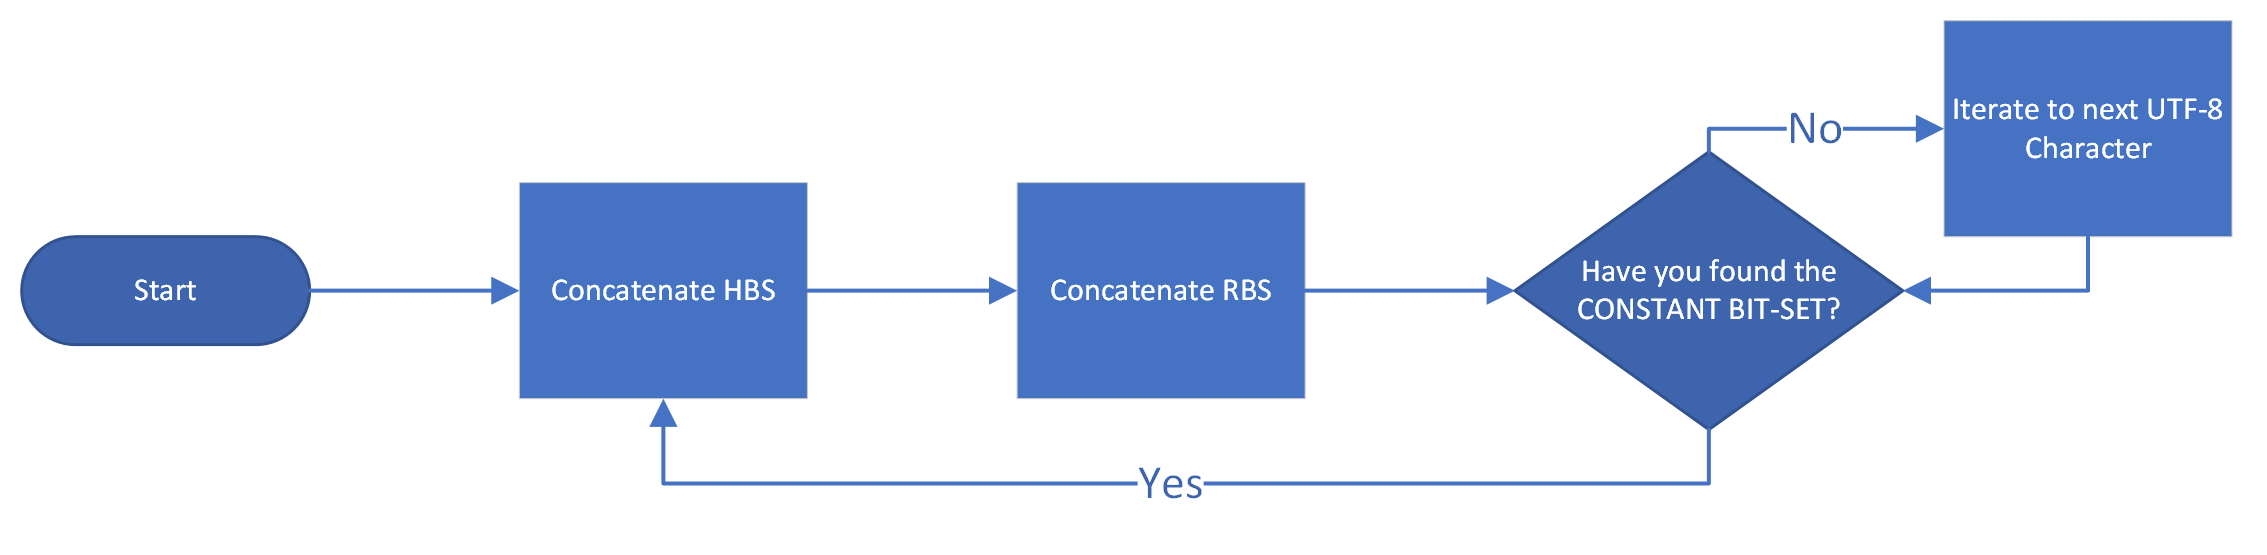 Start
Concatenate HBS
Concatenate RBS
Have you found the
CONSTANT BIT-SET?
No
Iterate to next UTF-8
Character
Yes